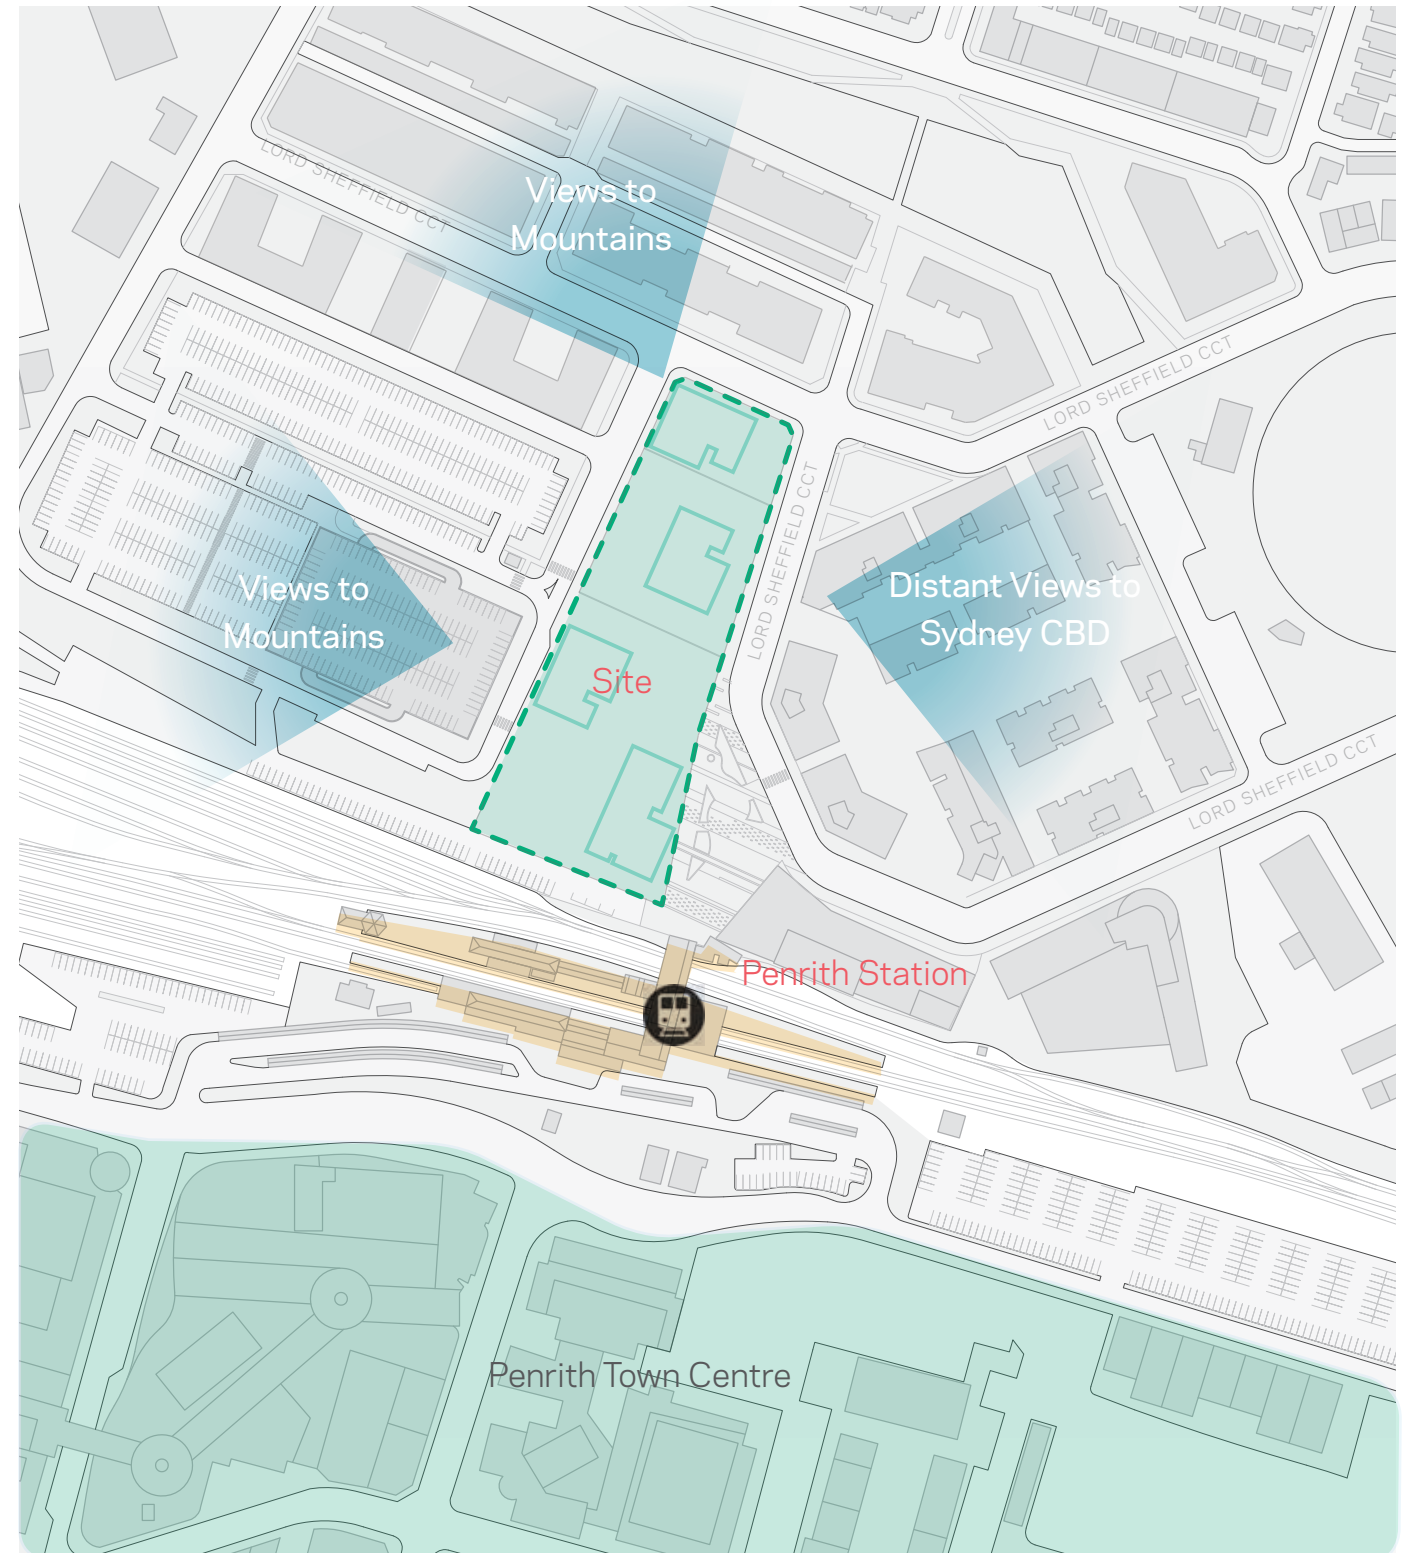 LORD SHEFFIELD CCT
Views to
Mountains
LORD SHEFFIELD CCT
LORD SHEFFIELD CCT
Views to
Mountains
Distant Views to
Sydney CBD
Site
LORD SHEFFIELD CCT
Penrith Station
Penrith Town Centre